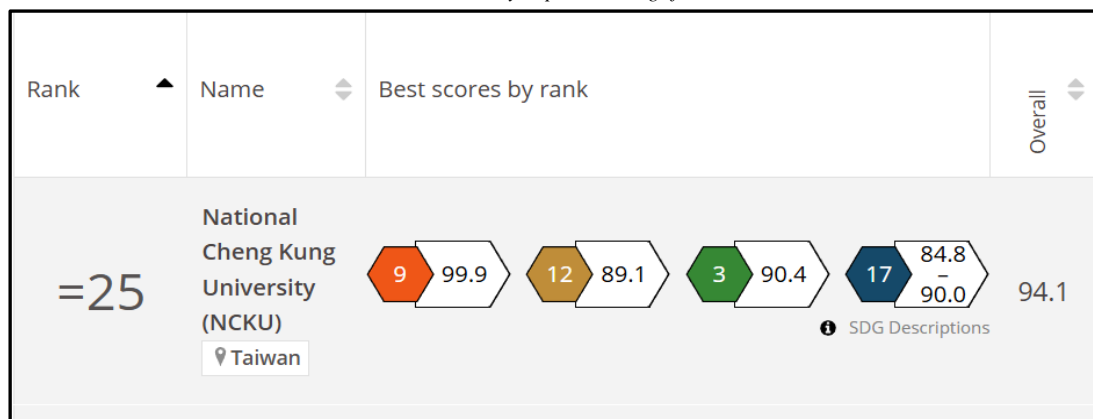 Rank
Name
Best scores by rank
Overall
=25
National
Cheng Kung
University
(NCKU)
Taiwan
9 99.9
12 89.1
3 90.4
17 84.8
–
90.0
SDG Descriptions
94.1